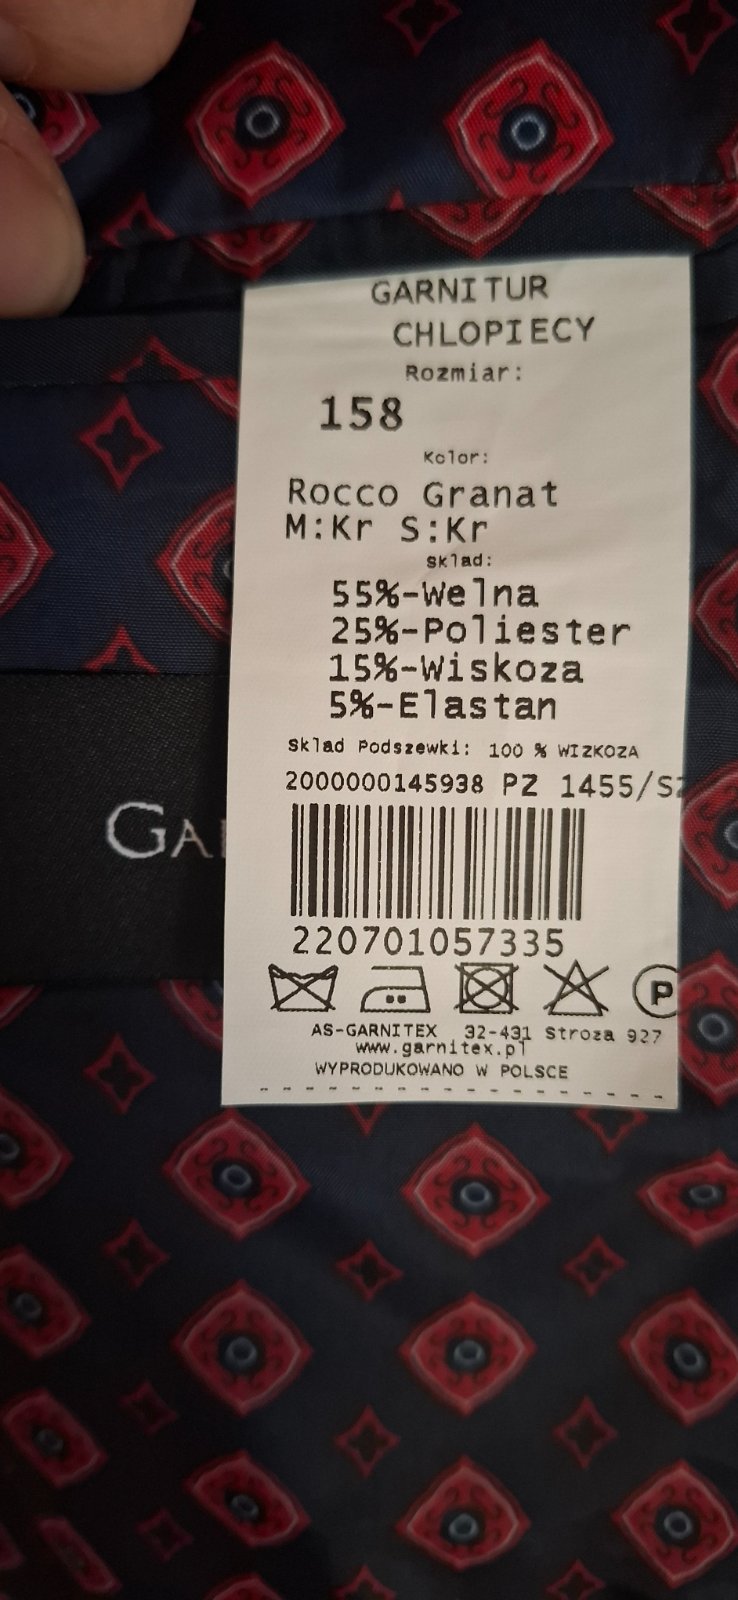 GARNITUR
CHLOPIECY
Rozmiar:
158
Kolor:
Rocco Granat
M:Kr S:Kr
Sklad:
55%-Welna
25%-Poliester
15%-Wiskoza
5%-Elastan
Sklad Podszewki: 100 % WIZKOZA
2000000145938 PZ 1455/S
220701057335
P
AS-GARNITEX 32-431 Stroza 927
www.garnitex.pl
WYPRODUKOWANO W POLSCE
GA